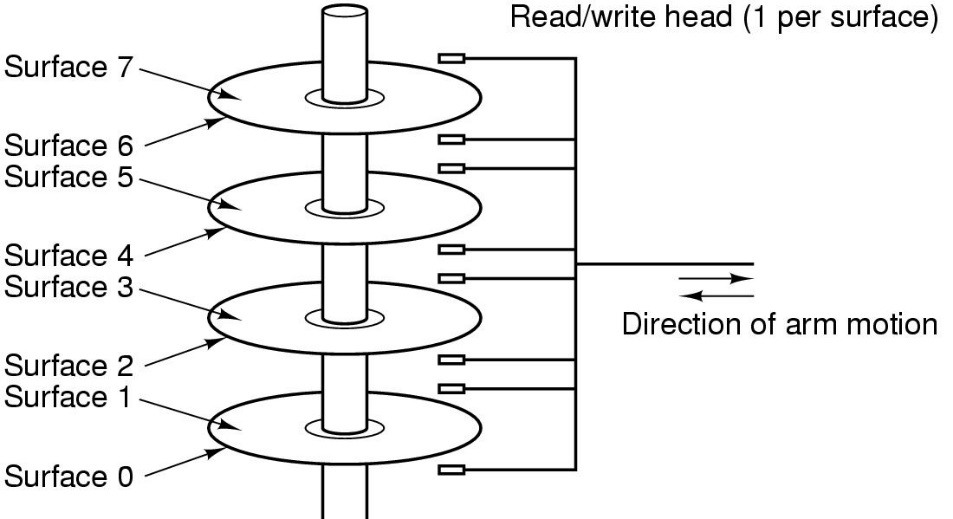 Read/write head (1 per surface)
Surface 7
Surface 6
Surface 5
Surface 4
Surface 3
Direction of arm motion
Surface 2
Surface 1
Surface 0